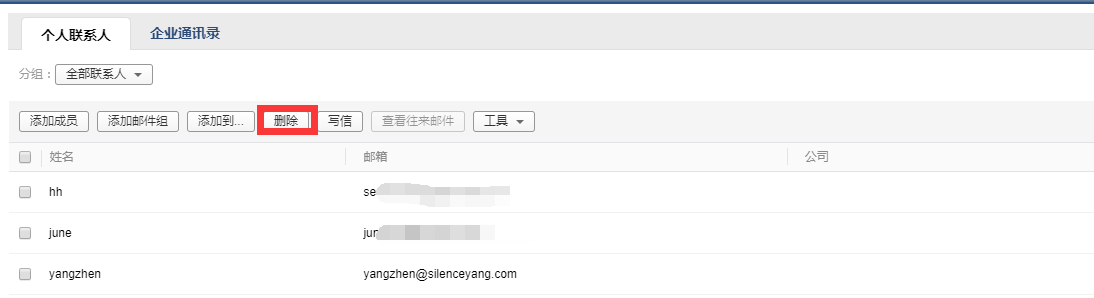 个人联系人 企业通讯录
分组： 全部联系人
添加成员 添加邮件组 添加到... 删除 写信 查看往来邮件 工具
姓名 邮箱 公司
hh se
june jun
yangzhen yangzhen@silenceyang.com